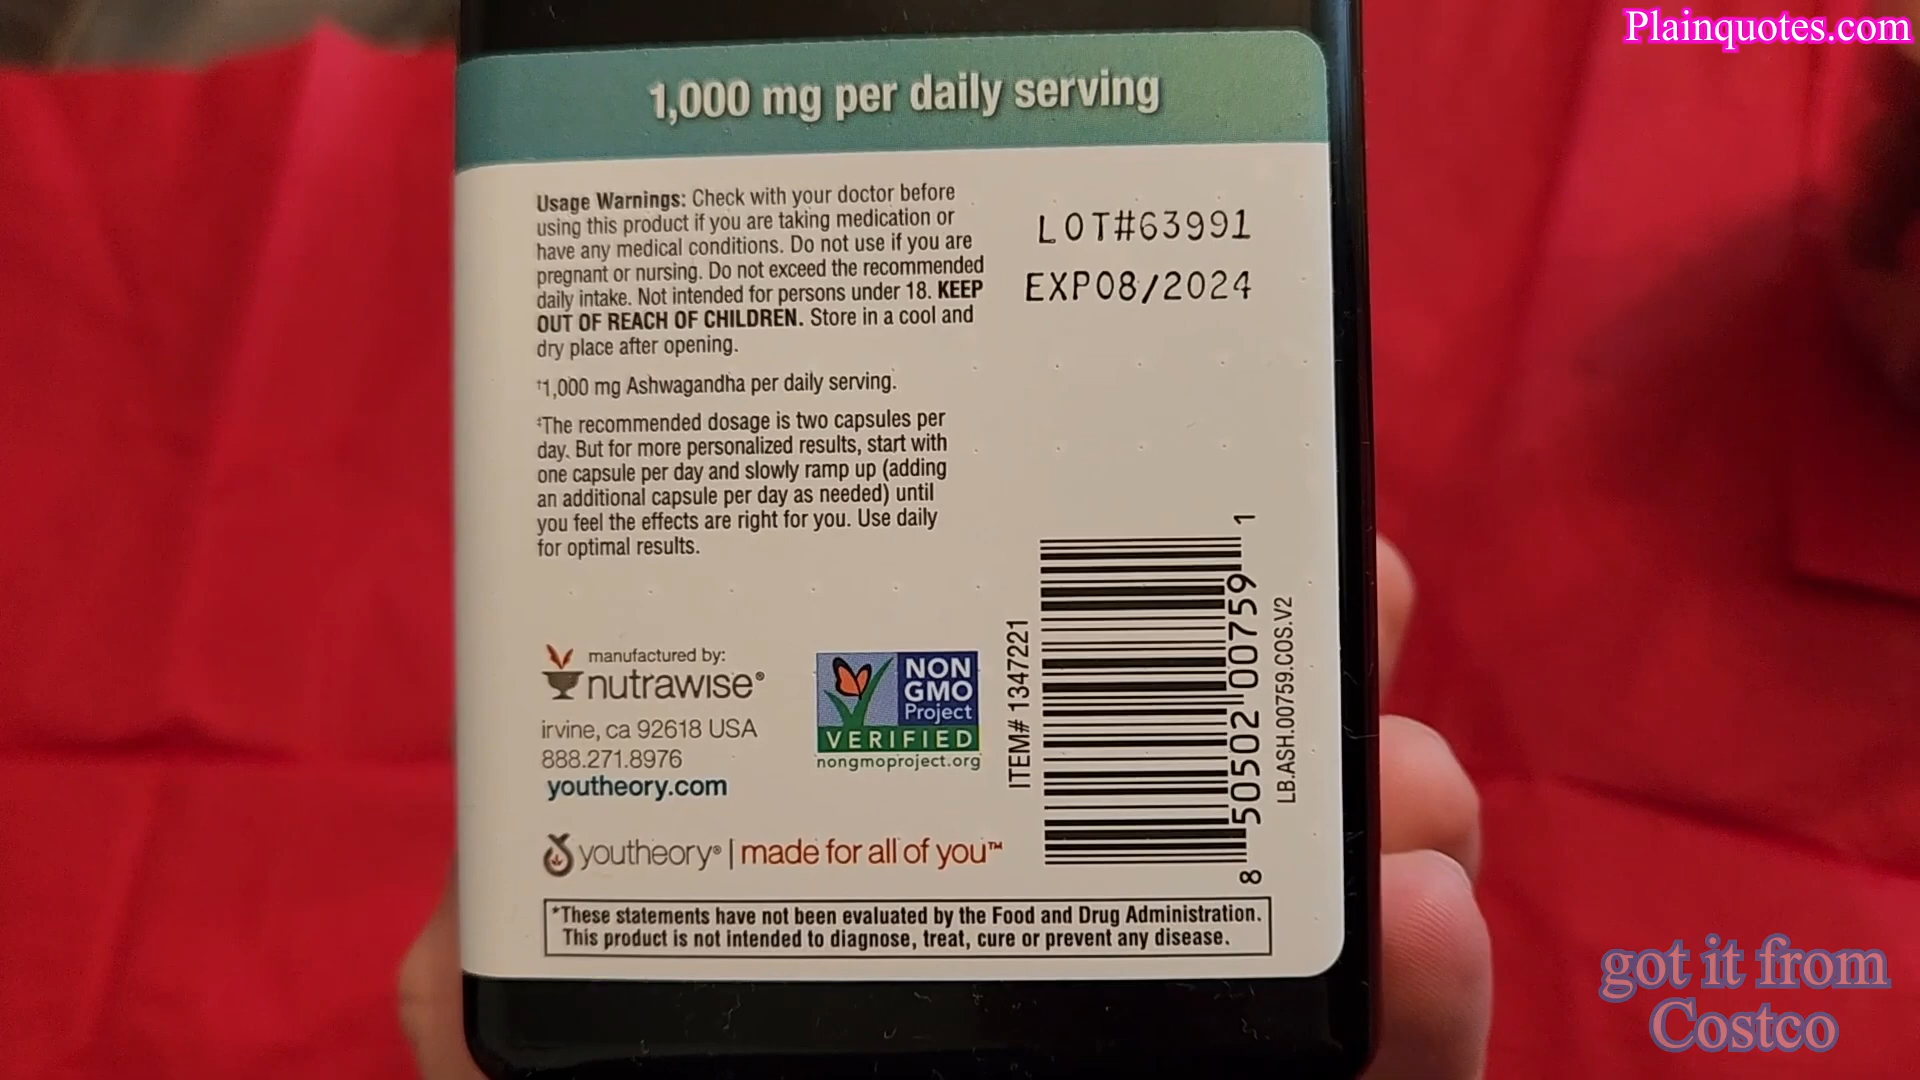 Plainquotes.com
1,000 mg per daily serving
Usage Warnings: Check with your doctor before
using this product if you are taking medication or
have any medical conditions. Do not use if you are
pregnant or nursing. Do not exceed the recommended
daily intake. Not intended for persons under 18. KEEP
OUT OF REACH OF CHILDREN. Store in a cool and
dry place after opening.
†1,000 mg Ashwagandha per daily serving.
‡The recommended dosage is two capsules per
day. But for more personalized results, start with
one capsule per day and slowly ramp up (adding
an additional capsule per day as needed) until
you feel the effects are right for you. Use daily
for optimal results.
LOT#63991
EXP08/2024
manufactured by:
nutrawise®
irvine, ca 92618 USA
888.271.8976
youtheory.com
NON
GMO
Project
VERIFIED
nongmoproject.org
ITEM# 1347221
8 50502 00759 1
LB.ASH.00759.COS.V2
youtheory® | made for all of you™
*These statements have not been evaluated by the Food and Drug Administration.
This product is not intended to diagnose, treat, cure or prevent any disease.
got it from
Costco